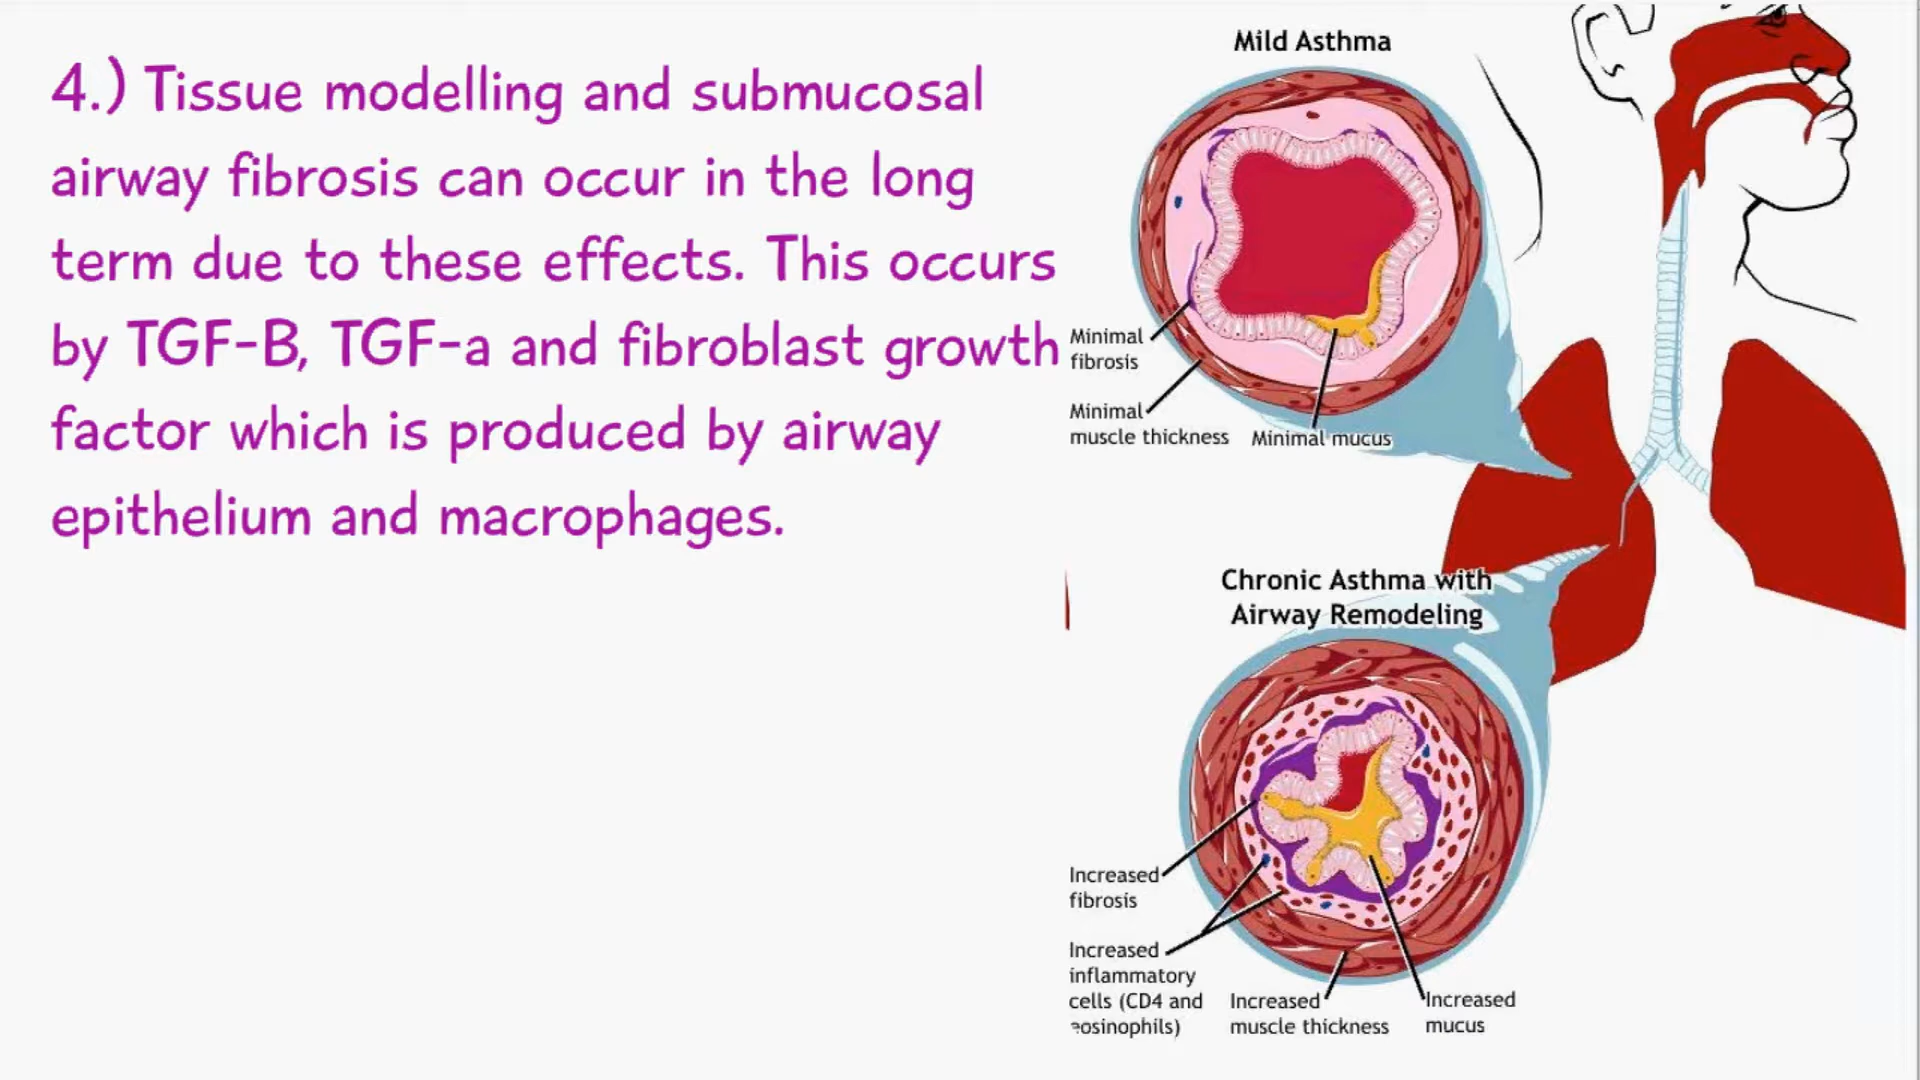 4.) Tissue modelling and submucosal
airway fibrosis can occur in the long
term due to these effects. This occurs
by TGF-B, TGF-a and fibroblast growth
factor which is produced by airway
epithelium and macrophages.
Mild Asthma
Minimal
fibrosis
Minimal
muscle thickness
Minimal mucus
Chronic Asthma with
Airway Remodeling
Increased
fibrosis
Increased
inflammatory
cells (CD4 and
eosinophils)
Increased
muscle thickness
Increased
mucus